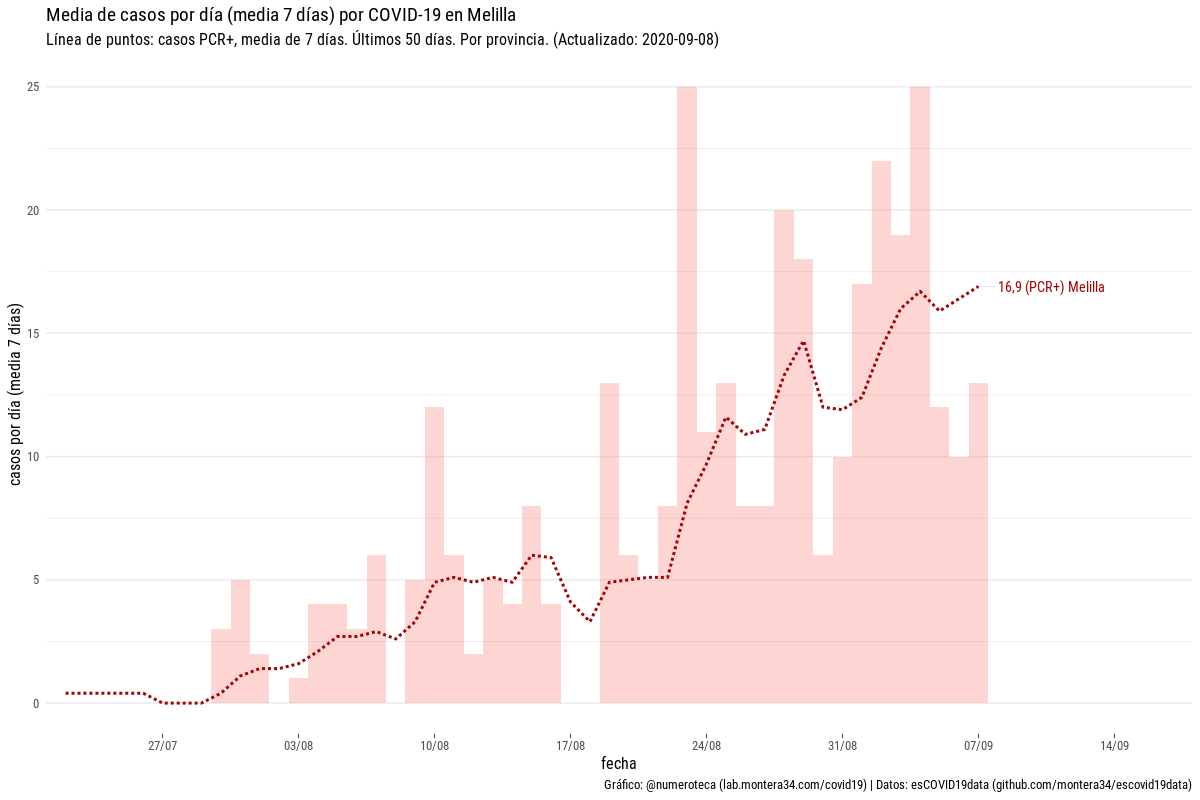 Media de casos por día (media 7 días) por COVID-19 en Melilla
Línea de puntos: casos PCR+, media de 7 días. Últimos 50 días. Por provincia. (Actualizado: 2020-09-08)
casos por día (media 7 días)
25
20
15
10
5
0
16,9 (PCR+) Melilla
27/07
03/08
10/08
17/08
24/08
31/08
07/09
14/09
fecha
Gráfico: @numeroteca (lab.montera34.com/covid19) | Datos: esCOVID19data (github.com/montera34/escovid19data)